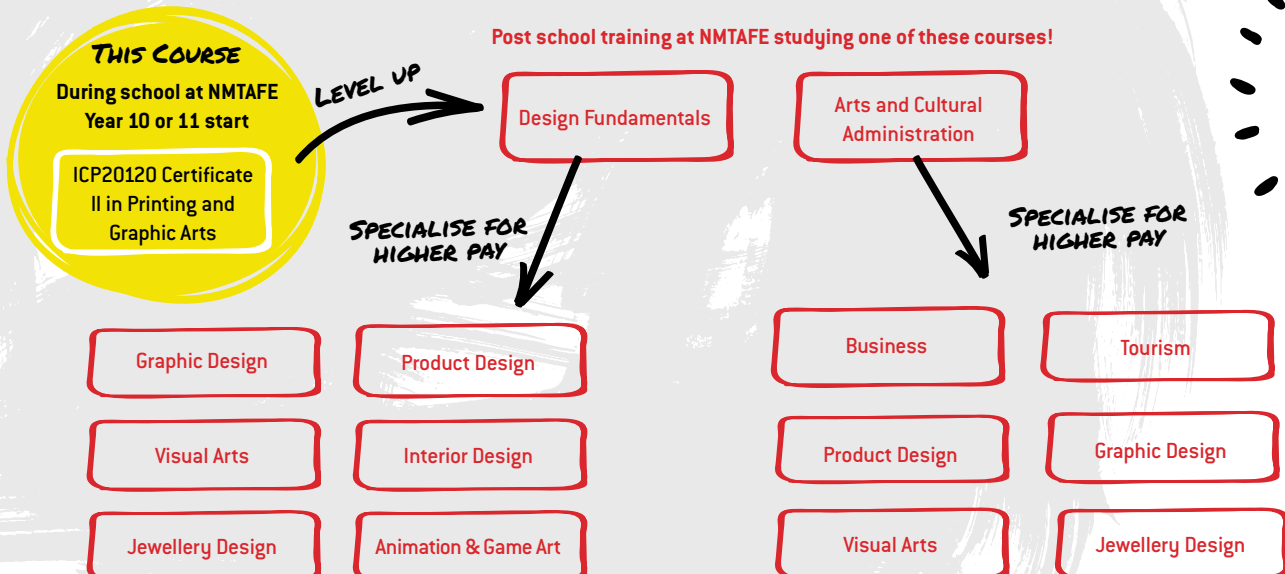 THIS COURSE
During school at NMTAFE
Year 10 or 11 start
ICP20120 Certificate
II in Printing and
Graphic Arts
LEVEL UP
Post school training at NMTAFE studying one of these courses!
Design Fundamentals
Arts and Cultural
Administration
SPECIALISE FOR
HIGHER PAY
SPECIALISE FOR
HIGHER PAY
Graphic Design
Product Design
Visual Arts
Interior Design
Jewellery Design
Animation & Game Art
Business
Tourism
Product Design
Graphic Design
Visual Arts
Jewellery Design